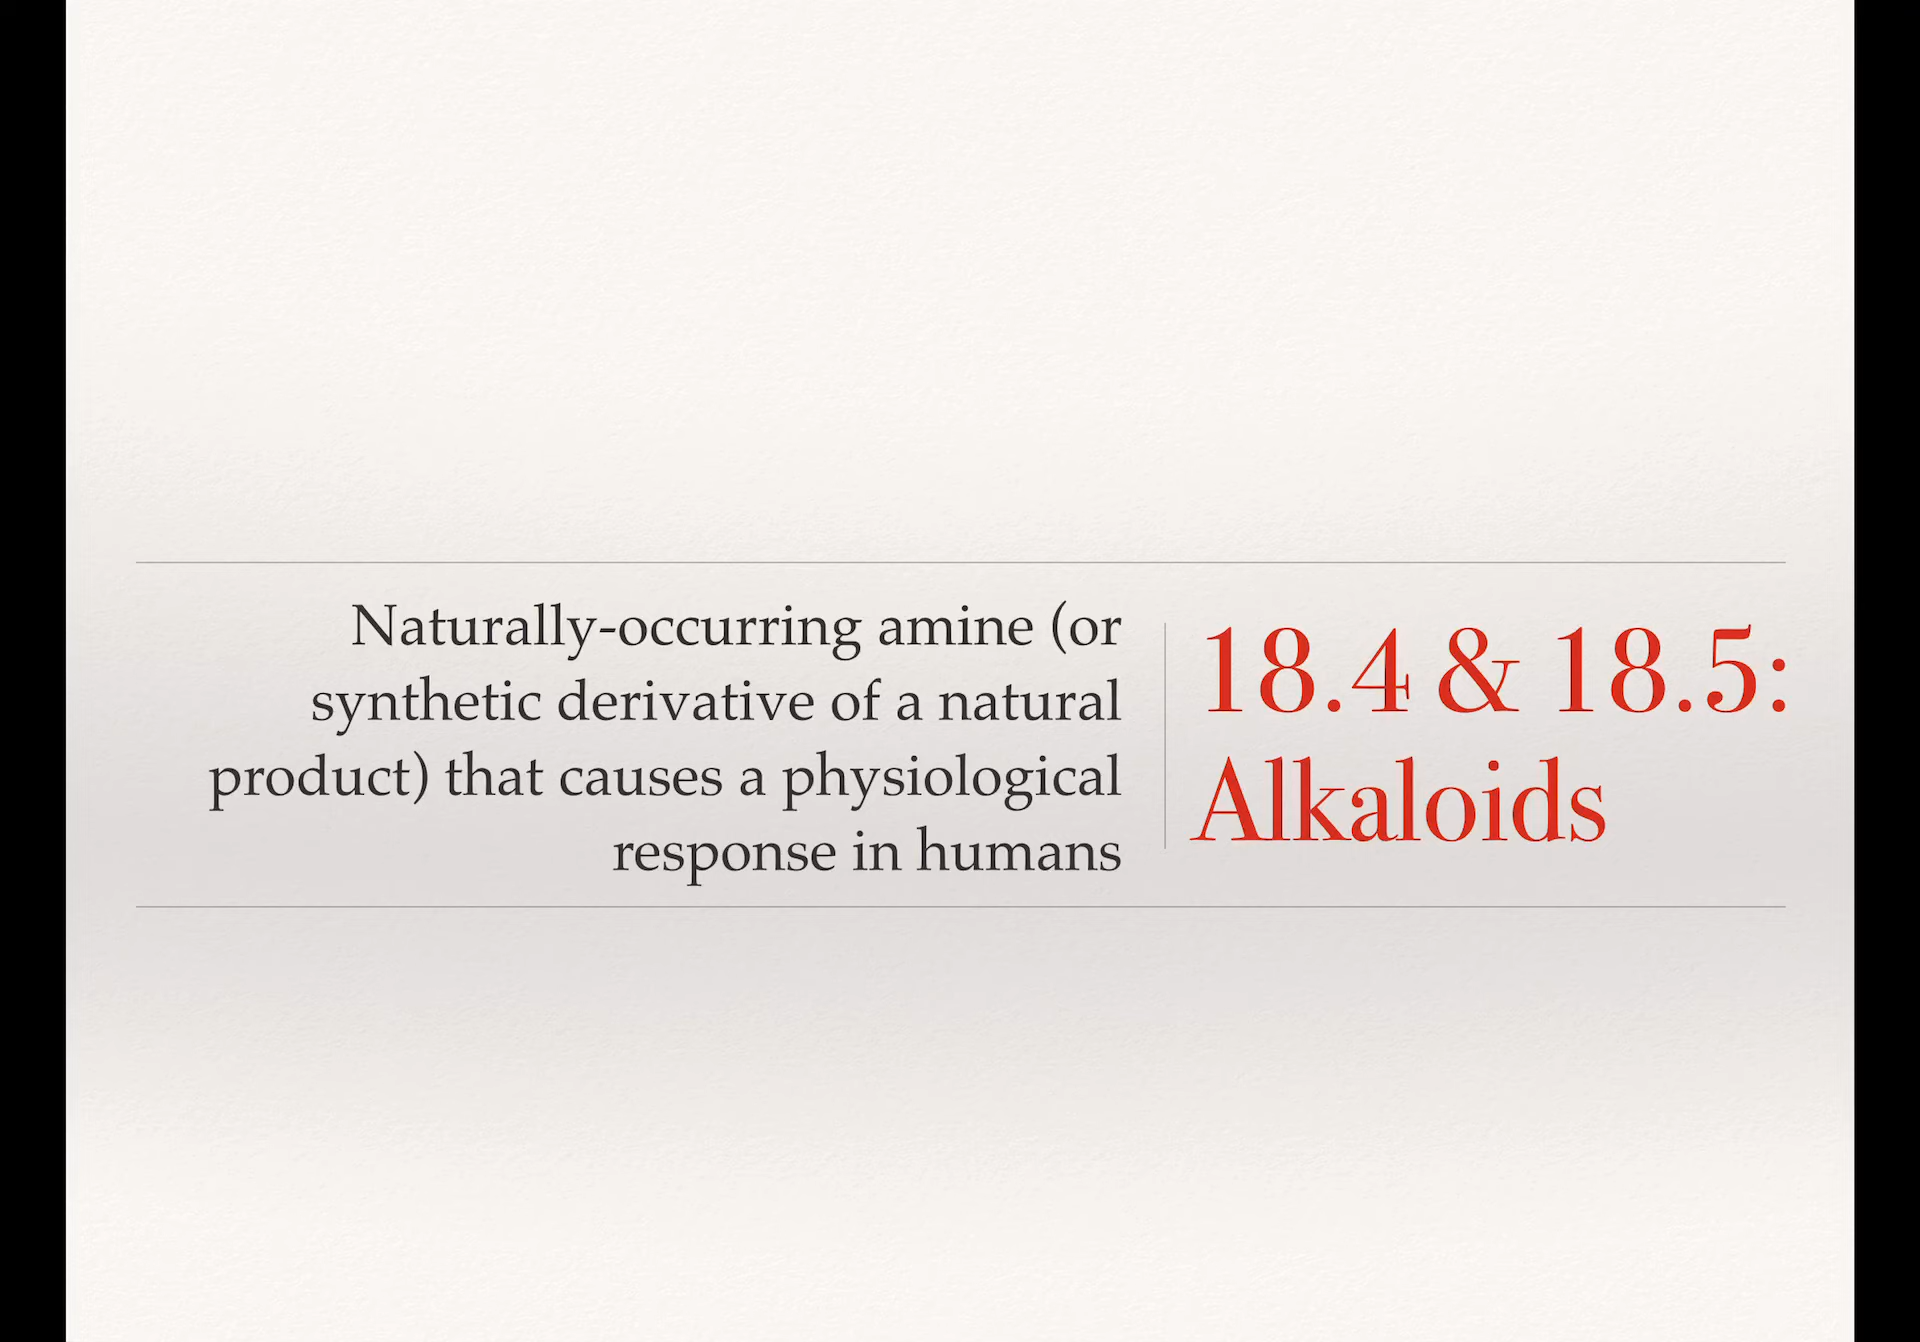 Naturally-occurring amine (or
synthetic derivative of a natural
product) that causes a physiological
response in humans
18.4 & 18.5:
Alkaloids